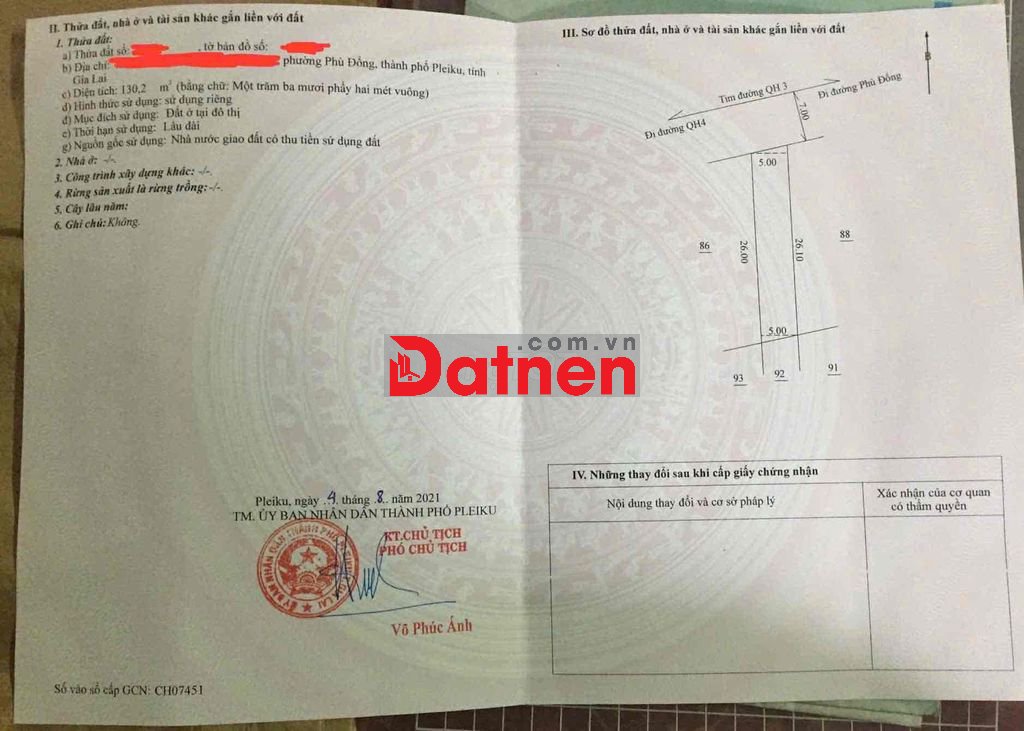 II. Thửa đất, nhà ở và tài sản khác gắn liền với đất
1. Thửa đất:
a) Thửa đất số: , tờ bản đồ số:
b) Địa chỉ: phường Phù Đổng, thành phố Pleiku, tỉnh
Gia Lai
c) Diện tích: 130,2 m² (bằng chữ: Một trăm ba mươi phẩy hai mét vuông)
d) Hình thức sử dụng: sử dụng riêng
đ) Mục đích sử dụng: Đất ở tại đô thị
e) Thời hạn sử dụng: Lâu dài
g) Nguồn gốc sử dụng: Nhà nước giao đất có thu tiền sử dụng đất
2. Nhà ở: -/-.
3. Công trình xây dựng khác: -/-.
4. Rừng sản xuất là rừng trồng: -/-.
5. Cây lâu năm:
6. Ghi chú: Không.
Pleiku, ngày 4 tháng 8 năm 2021
TM. ỦY BAN NHÂN DÂN THÀNH PHỐ PLEIKU
KT.CHỦ TỊCH
PHÓ CHỦ TỊCH
Võ Phúc Ánh
Số vào sổ cấp GCN: CH07451
III. Sơ đồ thửa đất, nhà ở và tài sản khác gắn liền với đất
B
Tim đường QH 3
Đi đường Phù Đổng
Đi đường QH4
7.00
5.00
86
26.00
26.10
88
5.00
93
92
91
.com.vn
Datnen
IV. Những thay đổi sau khi cấp giấy chứng nhận
Nội dung thay đổi và cơ sở pháp lý
Xác nhận của cơ quan
có thẩm quyền